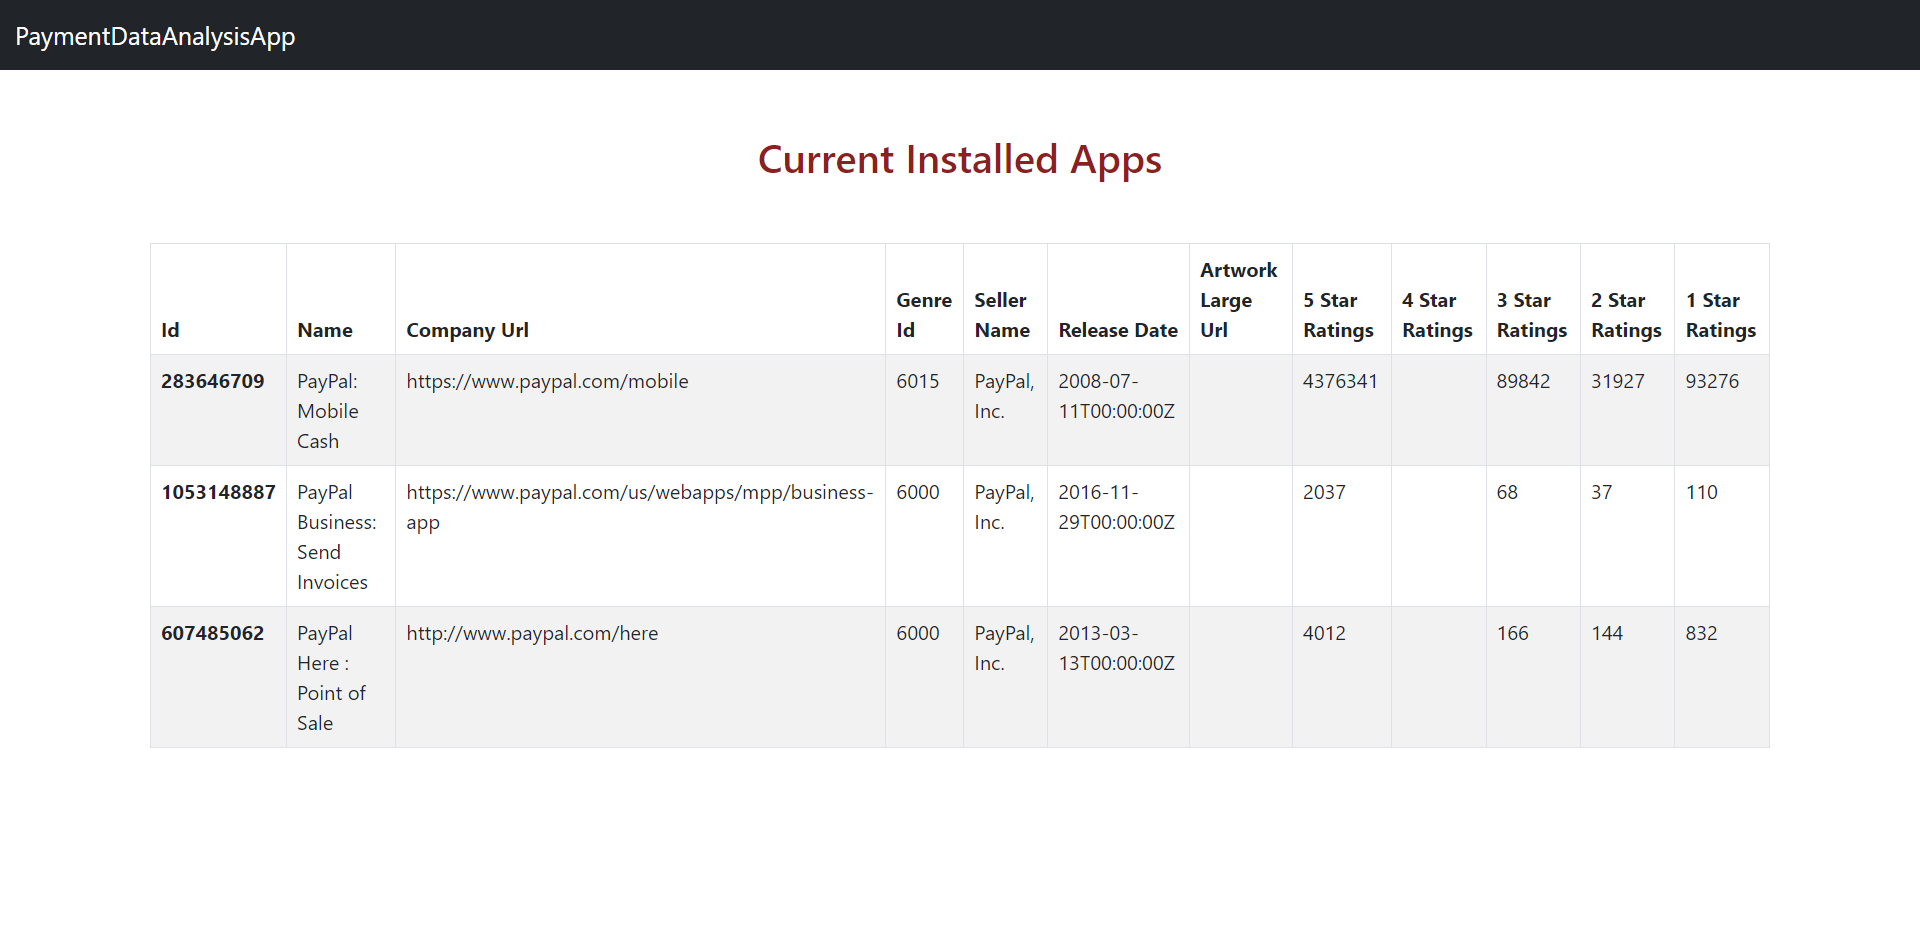 PaymentDataAnalysisApp
Current Installed Apps
Id
Name
Company Url
Genre
Id
Seller
Name
Release Date
Artwork
Large
Url
5 Star
Ratings
4 Star
Ratings
3 Star
Ratings
2 Star
Ratings
1 Star
Ratings
283646709
PayPal:
Mobile
Cash
https://www.paypal.com/mobile
6015
PayPal,
Inc.
2008-07-
11T00:00:00Z
4376341
89842
31927
93276
1053148887
PayPal
Business:
Send
Invoices
https://www.paypal.com/us/webapps/mpp/business-
app
6000
PayPal,
Inc.
2016-11-
29T00:00:00Z
2037
68
37
110
607485062
PayPal
Here :
Point of
Sale
http://www.paypal.com/here
6000
PayPal,
Inc.
2013-03-
13T00:00:00Z
4012
166
144
832